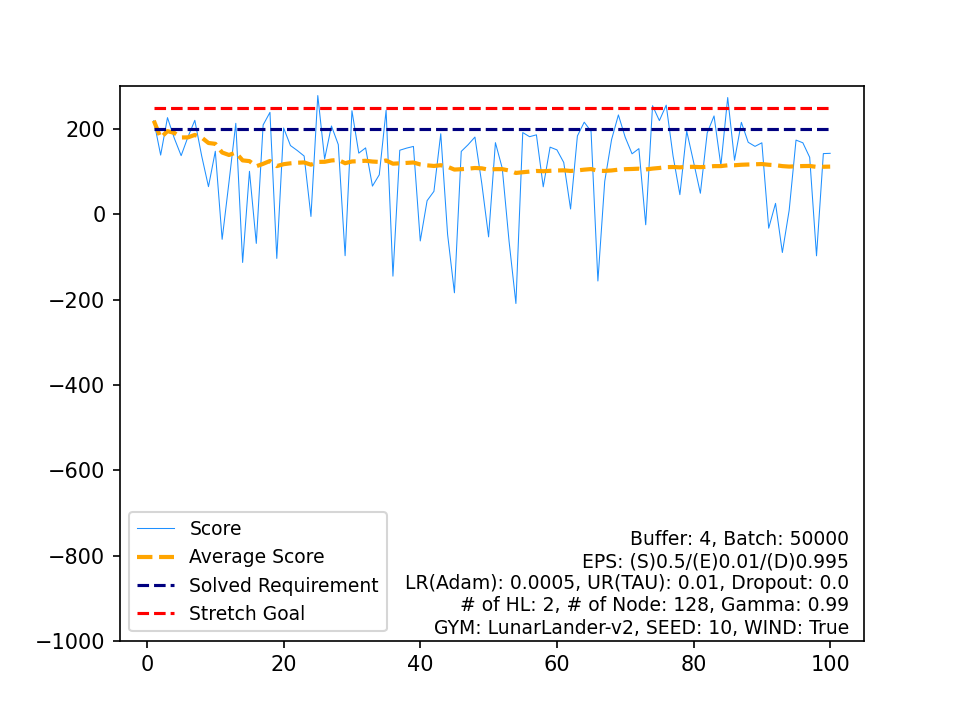 200
0
−200
−400
−600
−800
−1000
0 20 40 60 80 100
Score
Average Score
Solved Requirement
Stretch Goal
Buffer: 4, Batch: 50000
EPS: (S)0.5/(E)0.01/(D)0.995
LR(Adam): 0.0005, UR(TAU): 0.01, Dropout: 0.0
# of HL: 2, # of Node: 128, Gamma: 0.99
GYM: LunarLander-v2, SEED: 10, WIND: True